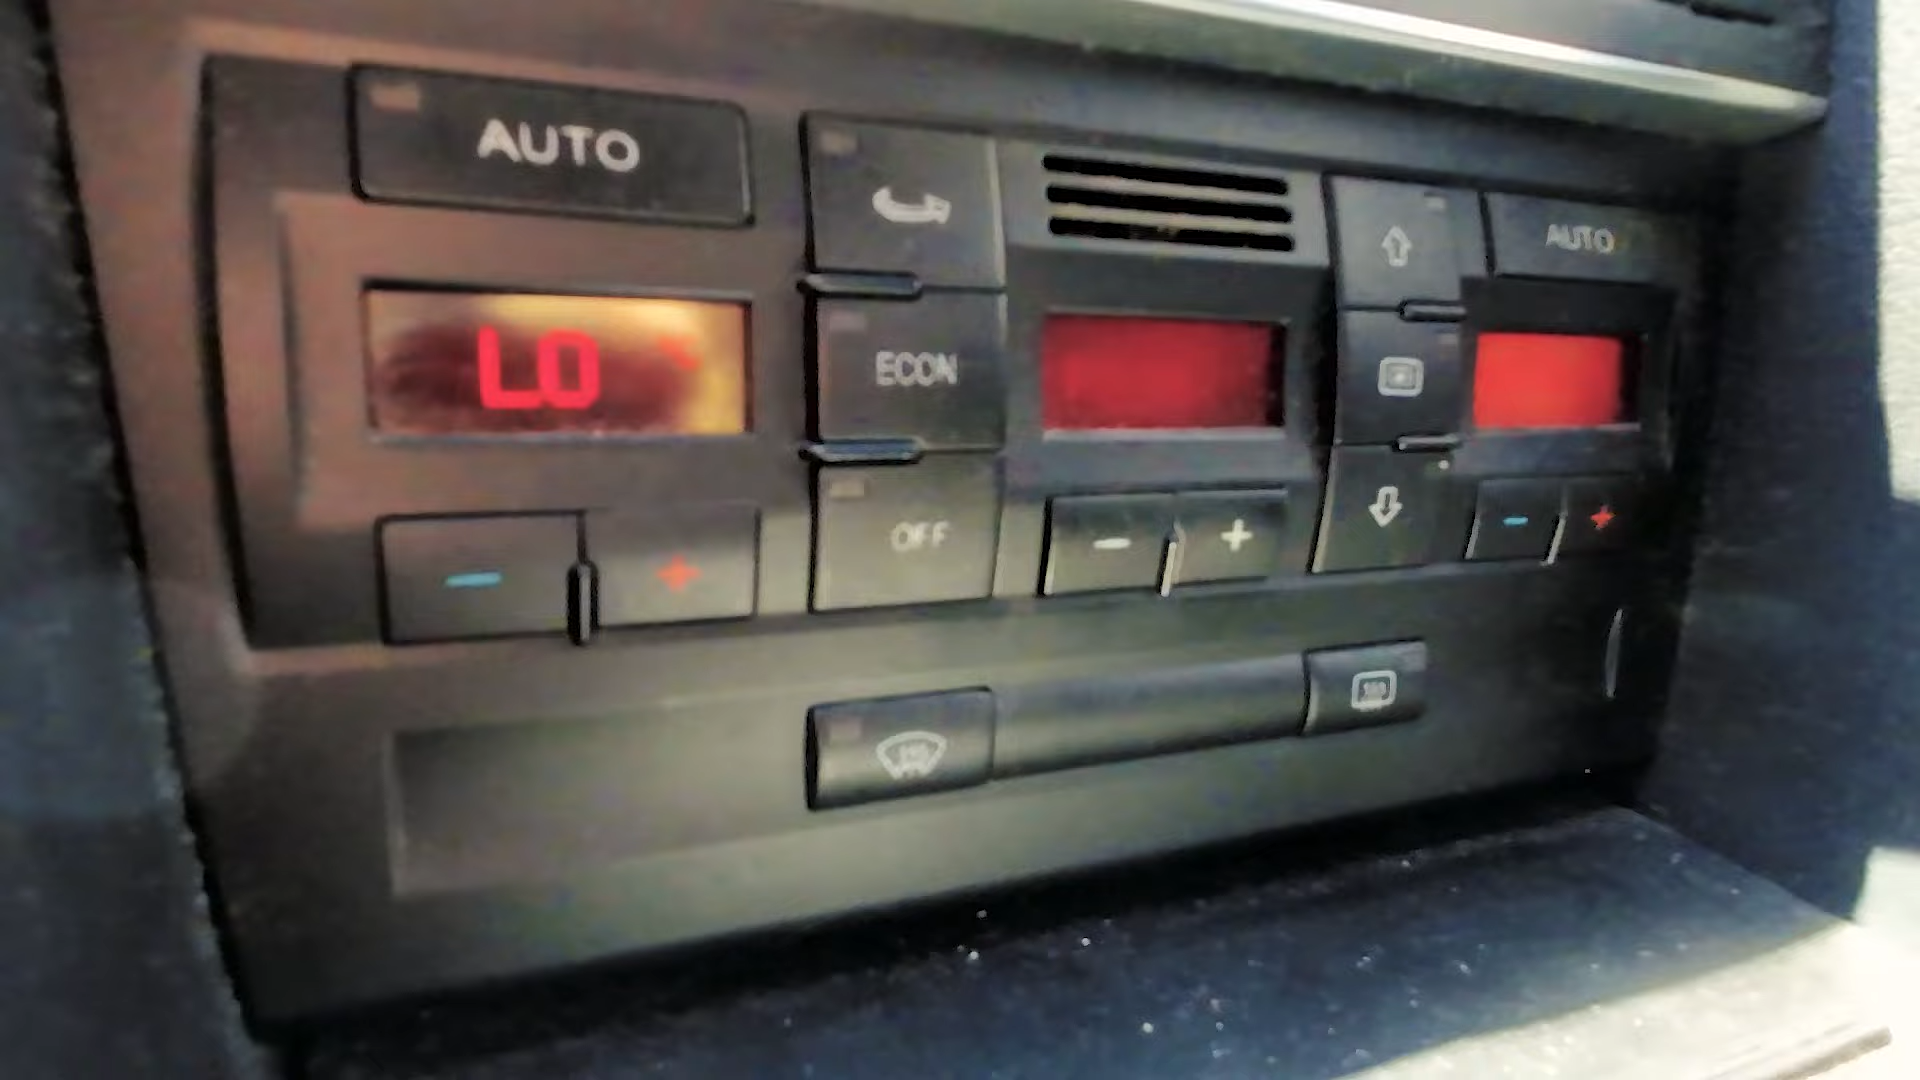 AUTO
AUTO
LO
ECON
OFF
- +
- +
- +